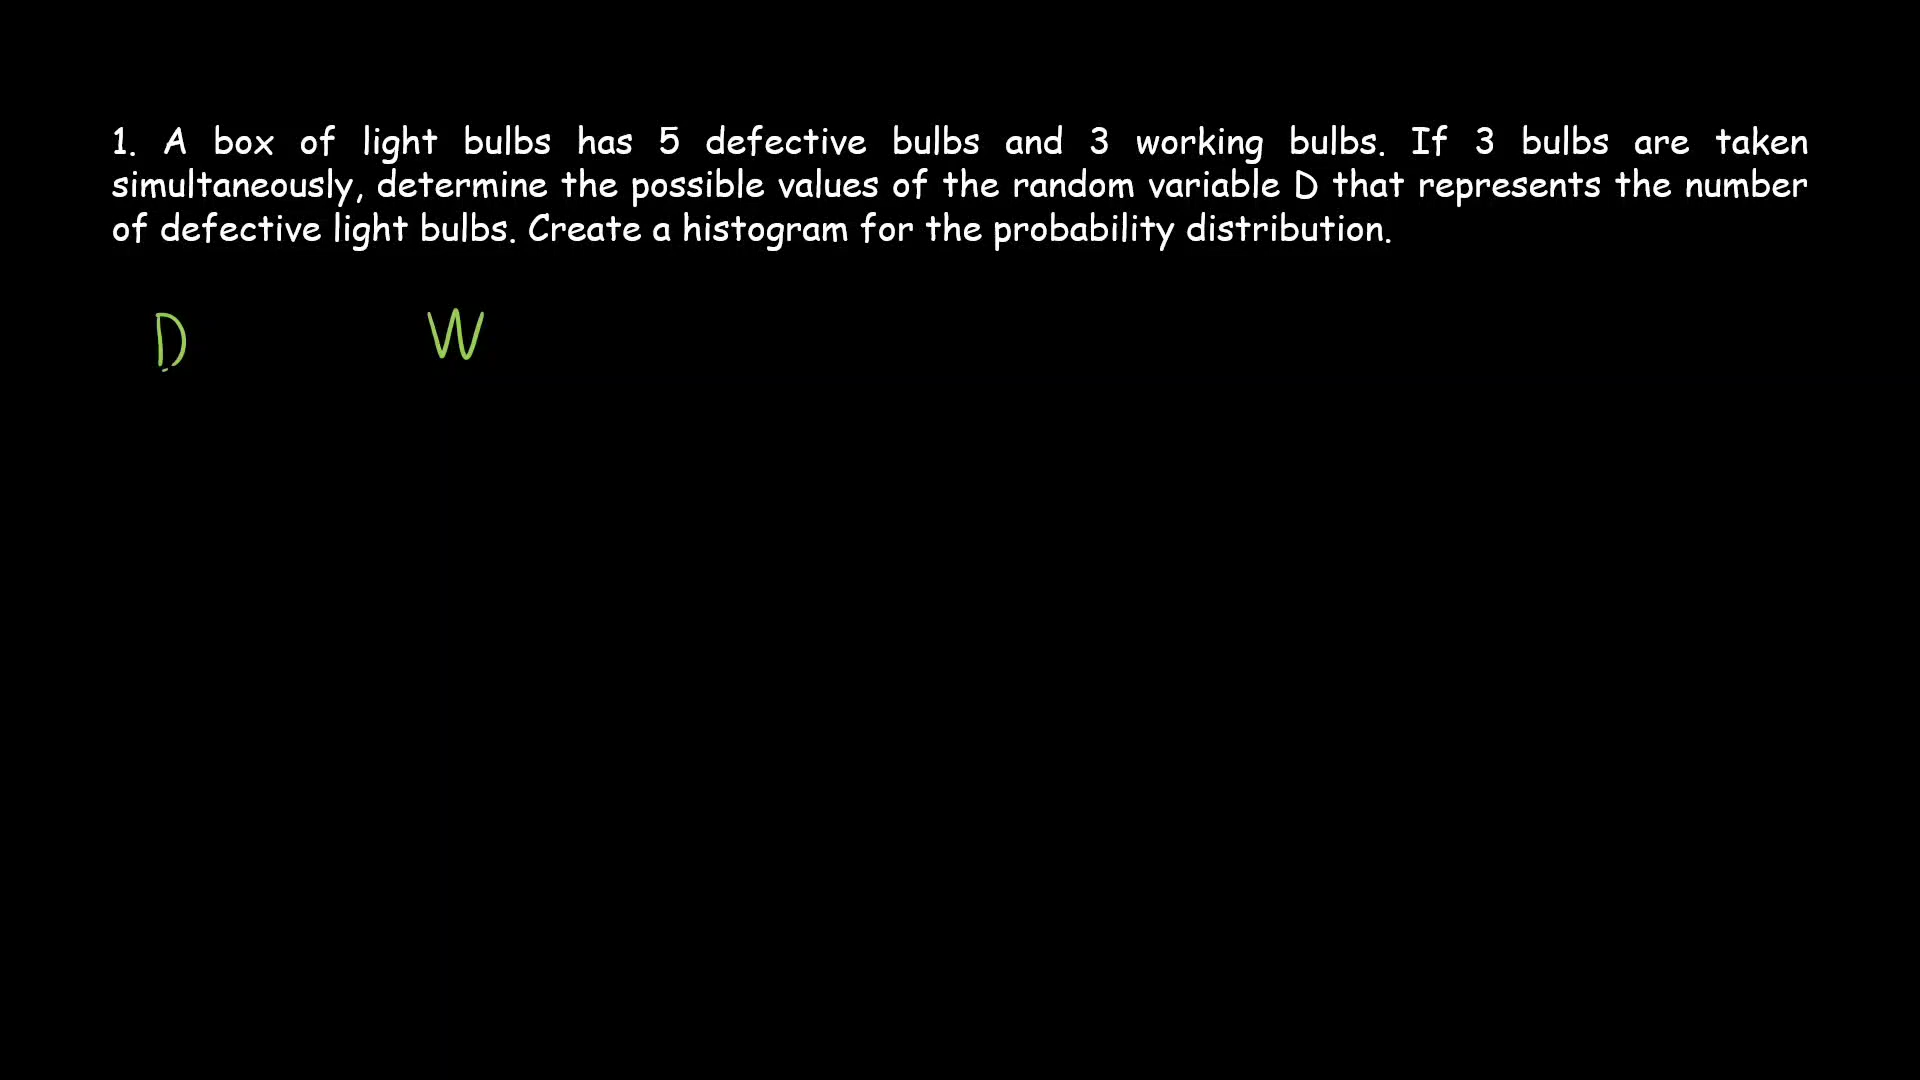 1. A box of light bulbs has 5 defective bulbs and 3 working bulbs. If 3 bulbs are taken
simultaneously, determine the possible values of the random variable D that represents the number
of defective light bulbs. Create a histogram for the probability distribution.
D W